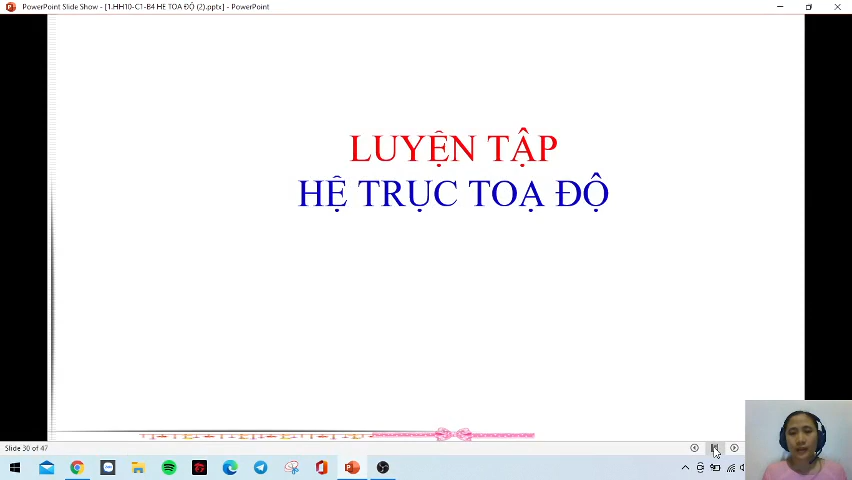 PowerPoint Slide Show - [1.HH10-C1-B4 HE TOA ĐỘ (2).pptx] - PowerPoint
LUYỆN TẬP
HỆ TRỤC TOẠ ĐỘ
Slide 30 of 47